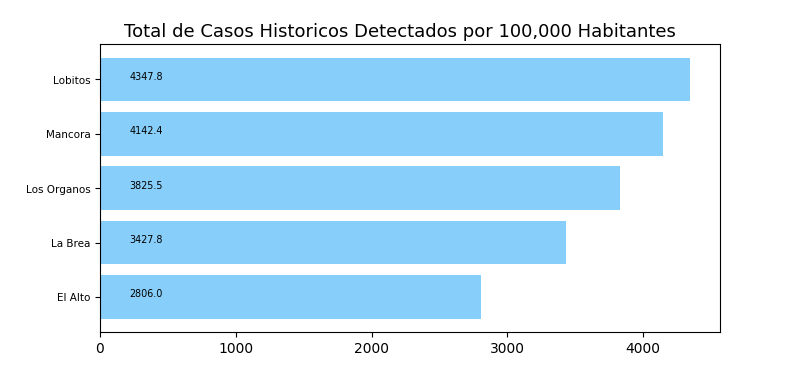 Total de Casos Historicos Detectados por 100,000 Habitantes
Lobitos 4347.8
Mancora 4142.4
Los Organos 3825.5
La Brea 3427.8
El Alto 2806.0
0 1000 2000 3000 4000